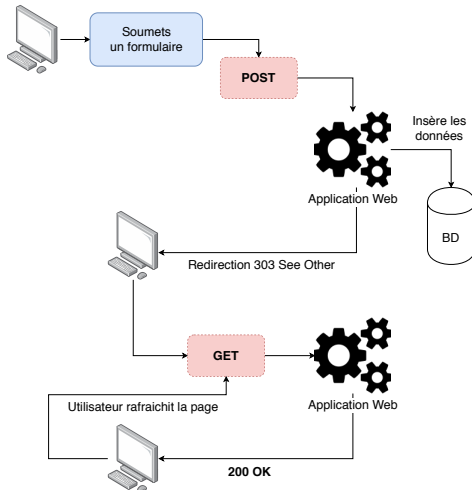 Soumets
un formulaire
POST
Insère les
données
Application Web
BD
Redirection 303 See Other
GET
Application Web
Utilisateur rafraichit la page
200 OK